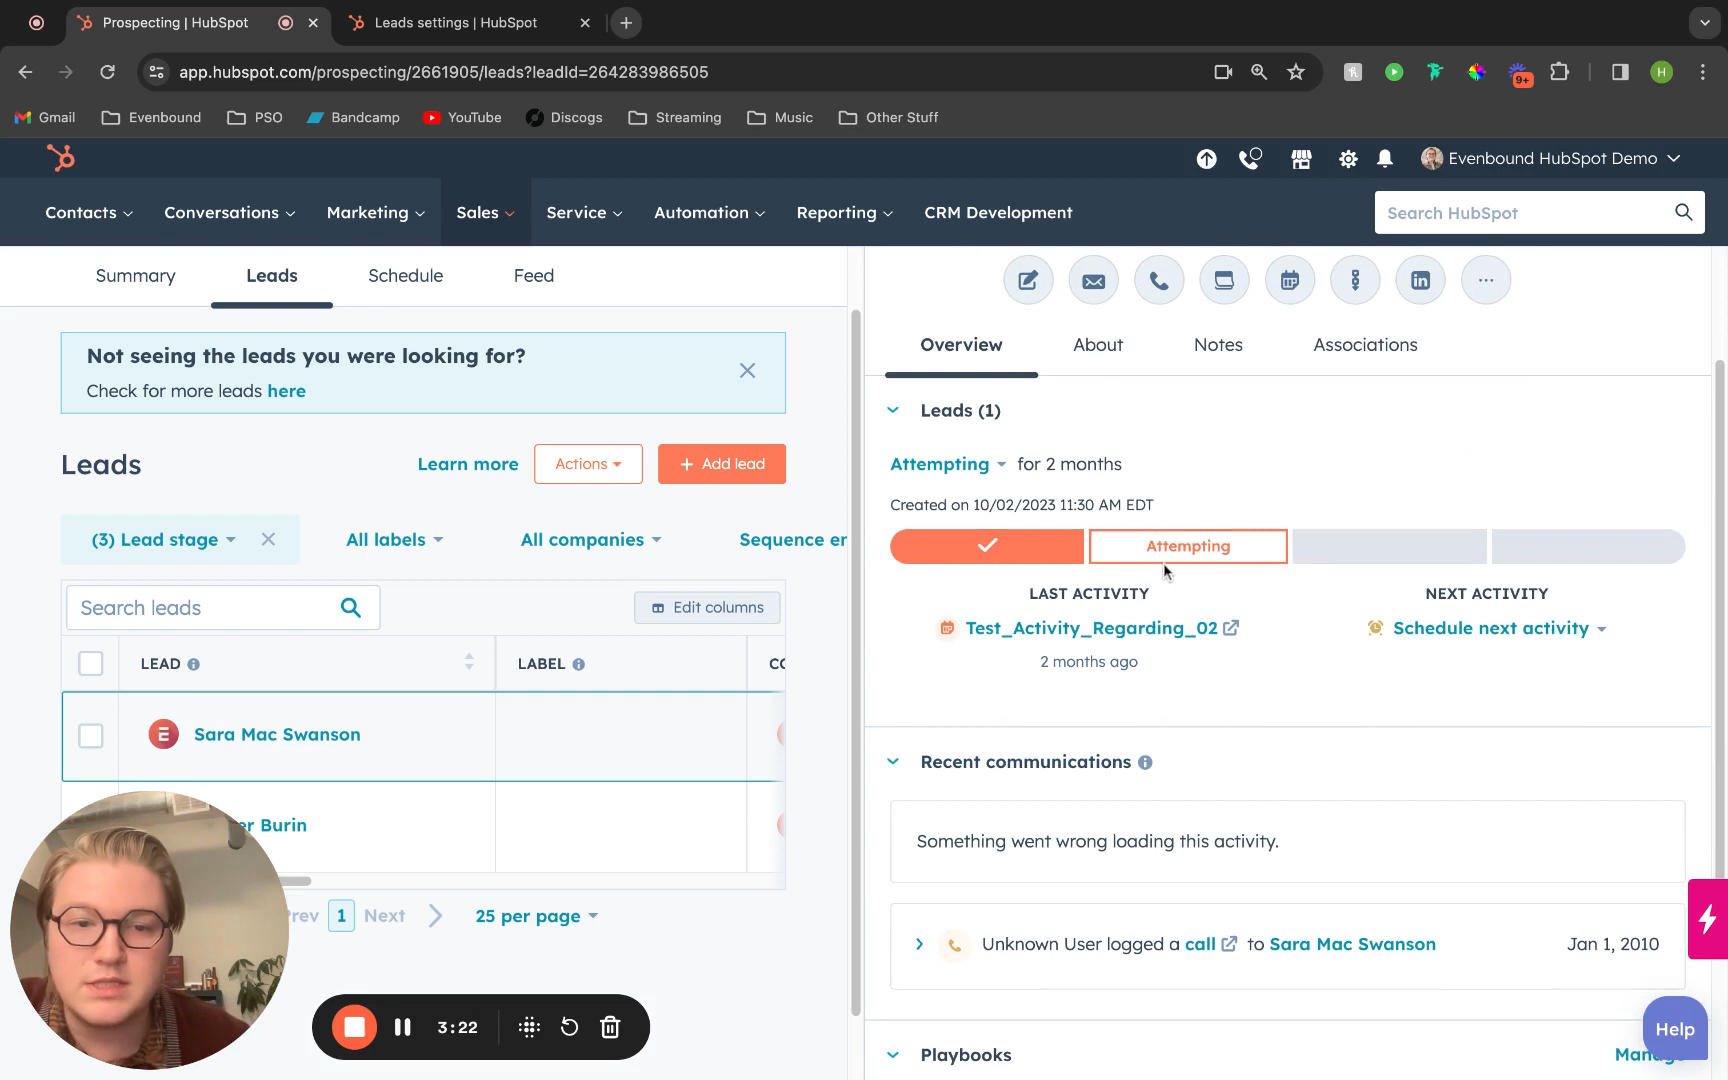 Prospecting | HubSpot
Leads settings | HubSpot
app.hubspot.com/prospecting/2661905/leads?leadId=264283986505
9+
H
Gmail
Evenbound
PSO
Bandcamp
YouTube
Discogs
Streaming
Music
Other Stuff
Evenbound HubSpot Demo
Contacts
Conversations
Marketing
Sales
Service
Automation
Reporting
CRM Development
Search HubSpot
Summary
Leads
Schedule
Feed
Not seeing the leads you were looking for?
Check for more leads here
Leads
Learn more
Actions
+ Add lead
(3) Lead stage
All labels
All companies
Sequence er
Search leads
Edit columns
LEAD
LABEL
CO
Sara Mac Swanson
er Burin
Prev
1
Next
25 per page
3:22
Overview
About
Notes
Associations
Leads (1)
Attempting for 2 months
Created on 10/02/2023 11:30 AM EDT
Attempting
LAST ACTIVITY
Test_Activity_Regarding_02
2 months ago
NEXT ACTIVITY
Schedule next activity
Recent communications
Something went wrong loading this activity.
Unknown User logged a call to Sara Mac Swanson
Jan 1, 2010
Playbooks
Manage
Help